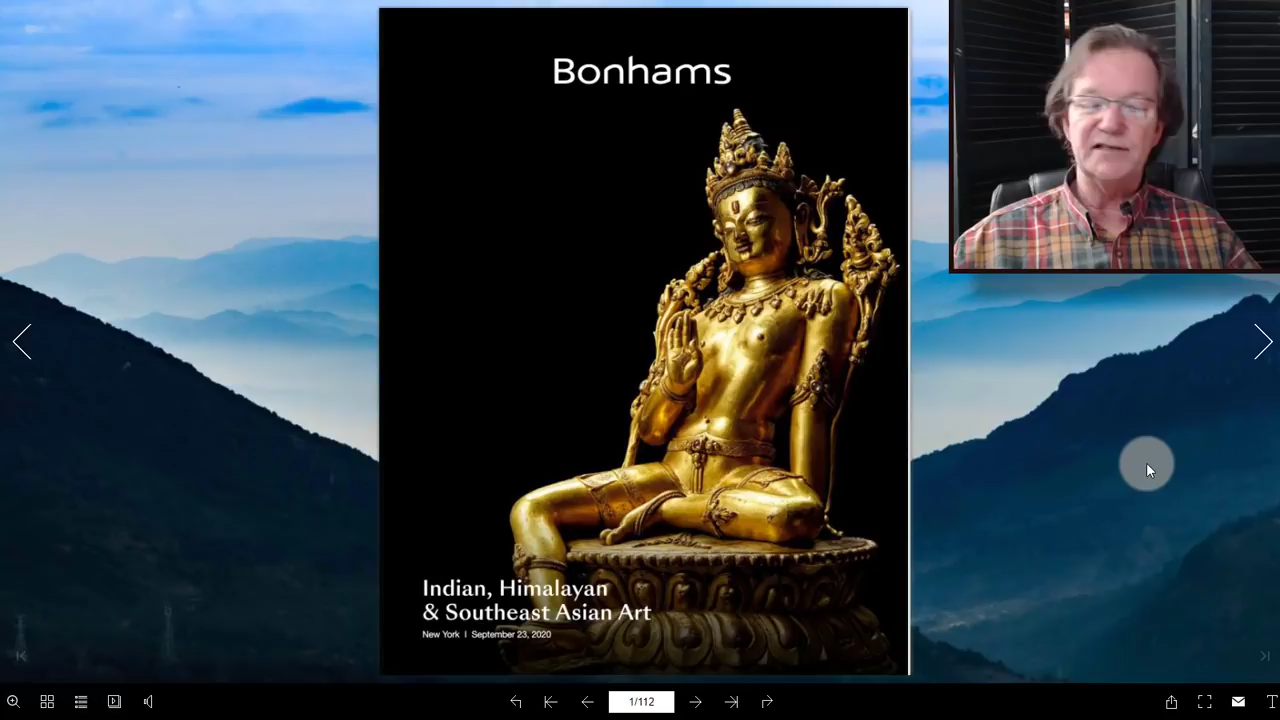 Bonhams
Indian, Himalayan
& Southeast Asian Art
New York | September 23, 2020
1/112